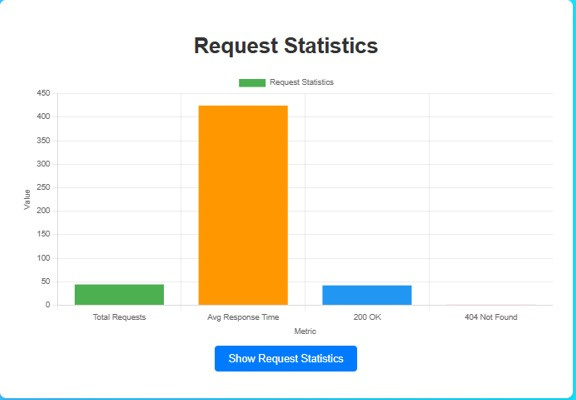 Request Statistics
Request Statistics
450
400
350
300
250
200
150
100
50
0
Value
Total Requests Avg Response Time 200 OK 404 Not Found
Metric
Show Request Statistics